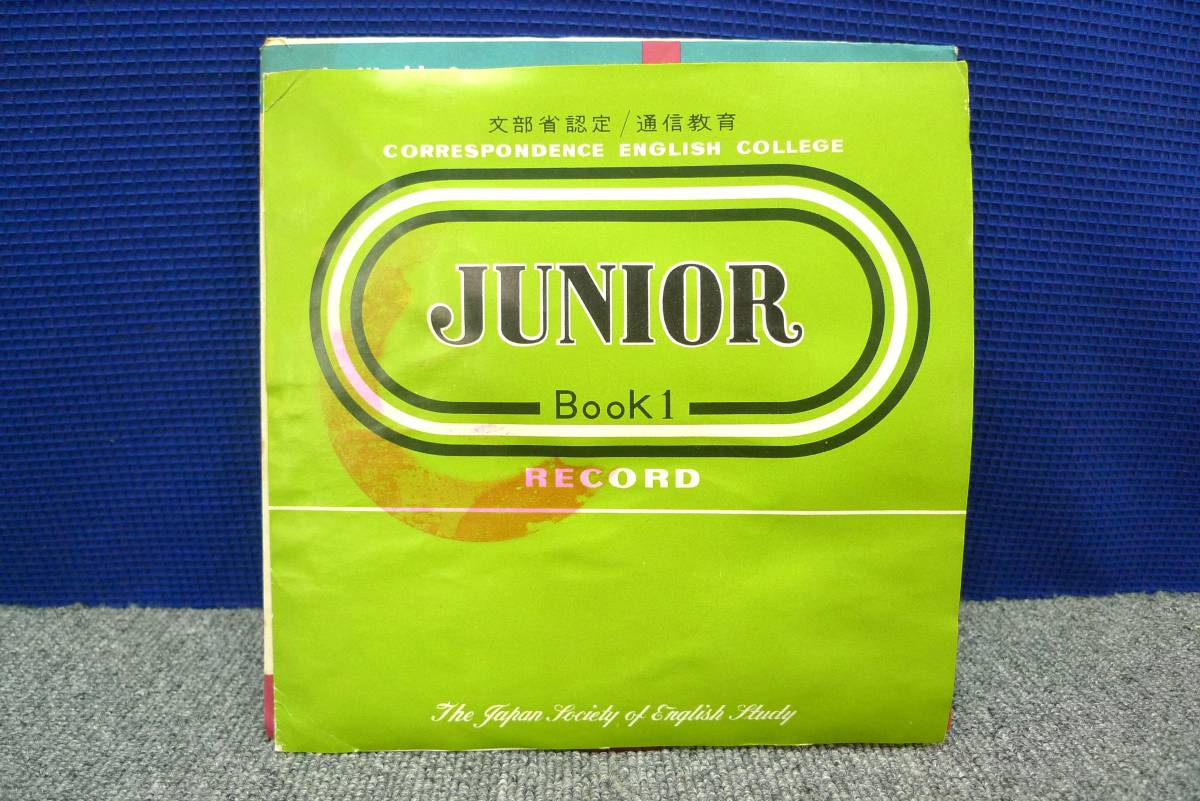 文部省認定/通信教育
CORRESPONDENCE ENGLISH COLLEGE
JUNIOR
BooK 1
RECORD
The Japan Society of English Study